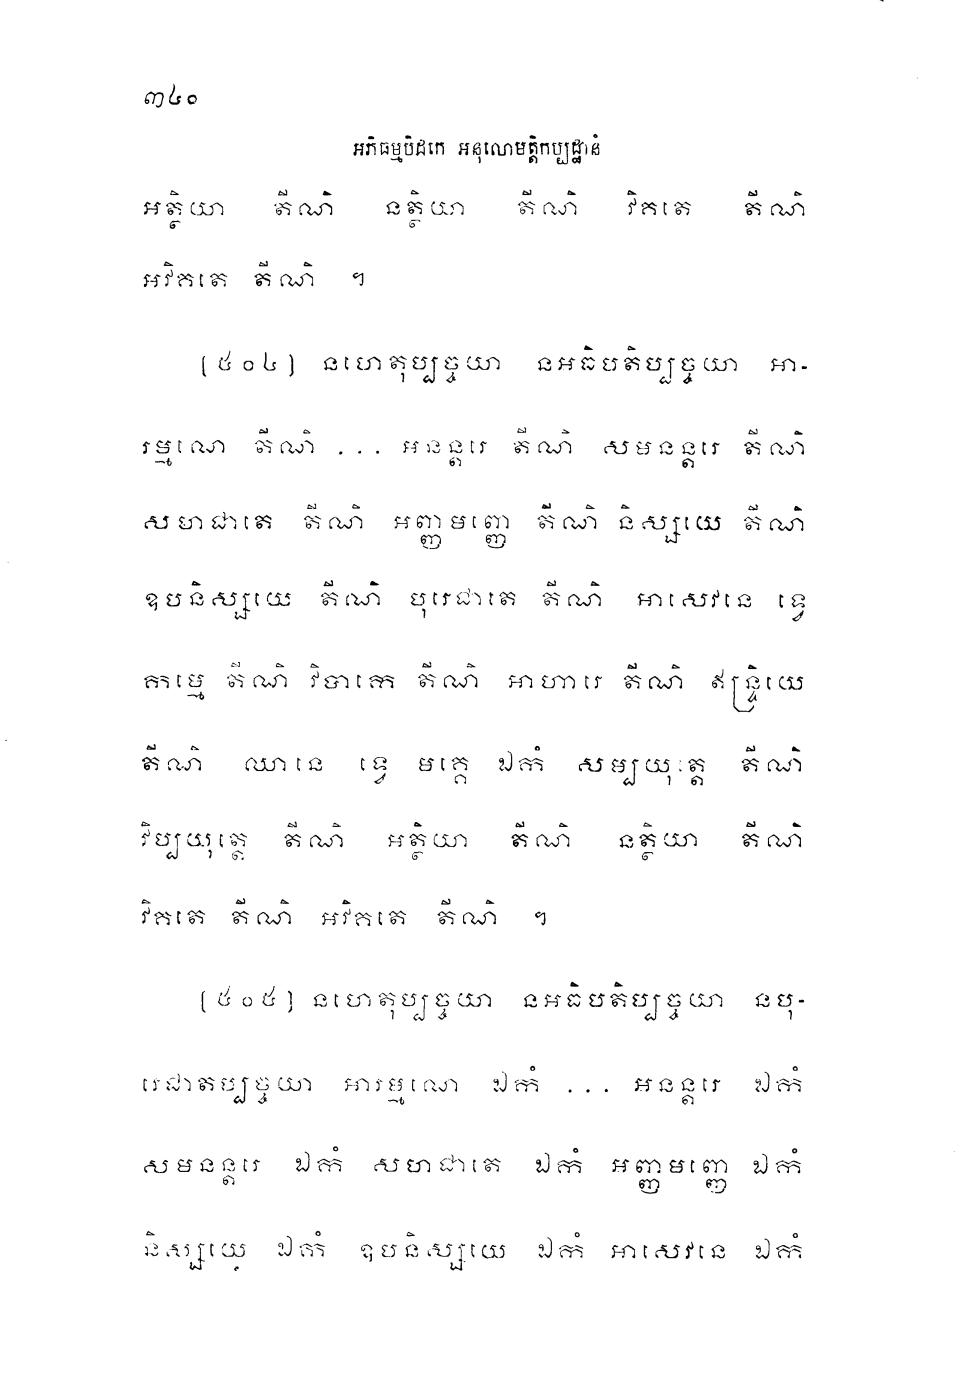 ៣៤០
អភិធម្មបិដកេ អនុលោមត្តិកប្បដ្ឋានំ
អត្ថិយា តីណិ នត្ថិយា តីណិ វិគតេ តីណិ
អវិគតេ តីណិ ។
[៥០៤] នហេតុប្បច្ចយា នអធិបតិប្បច្ចយា អា-
រម្មណេ តីណិ ... អនន្តរេ តីណិ សមនន្តរេ តីណិ
សហជាតេ តីណិ អញ្ញមញ្ញេ តីណិ និស្សយេ តីណិ
ឧបនិស្សយេ តីណិ បុរេជាតេ តីណិ អាសេវនេ ទ្វេ
កម្មេ តីណិ វិបាកេ តីណិ អាហារេ តីណិ ឥន្ទ្រិយេ
តីណិ ឈានេ ទ្វេ មគ្គេ ឯកំ សម្បយុត្តេ តីណិ
វិប្បយុត្តេ តីណិ អត្ថិយា តីណិ នត្ថិយា តីណិ
វិគតេ តីណិ អវិគតេ តីណិ ។
[៥០៥] នហេតុប្បច្ចយា នអធិបតិប្បច្ចយា នបុ-
រេជាតប្បច្ចយា អារម្មណេ ឯកំ ... អនន្តរេ ឯកំ
សមនន្តរេ ឯកំ សហជាតេ ឯកំ អញ្ញមញ្ញេ ឯកំ
និស្សយេ ឯកំ ឧបនិស្សយេ ឯកំ អាសេវនេ ឯកំ